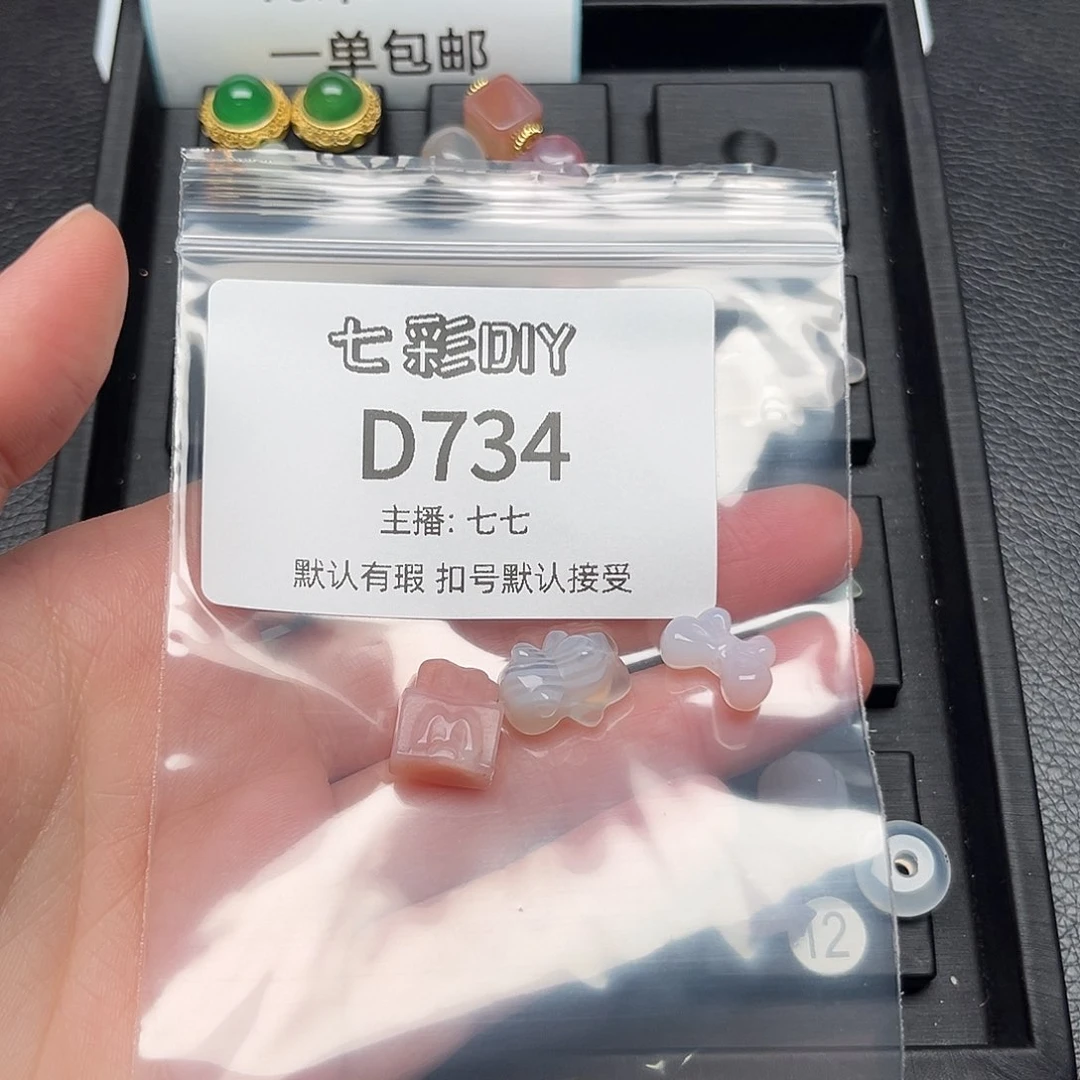 一单包邮
七彩DIY
D734
主播: 七七
默认有瑕 扣号默认接受
m
12